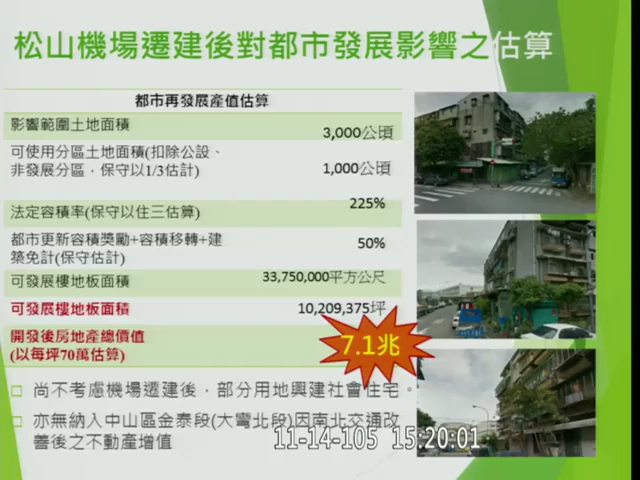 松山機場遷建後對都市發展影響之估算
都市再發展產值估算
影響範圍土地面積 3,000公頃
可使用分區土地面積(扣除公設、
非發展分區，保守以1/3估計) 1,000公頃
法定容積率(保守以住三估算) 225%
都市更新容積獎勵+容積移轉+建
築免計(保守估計) 50%
可發展樓地板面積 33,750,000平方公尺
可發展樓地板面積 10,209,375坪
開發後房地產總價值
(以每坪70萬估算) 7.1兆
□ 尚不考慮機場遷建後，部分用地興建社會住宅。
□ 亦無納入中山區金泰段(大彎北段)因南北交通改
善後之不動產增值
11-14-105 15:20:01